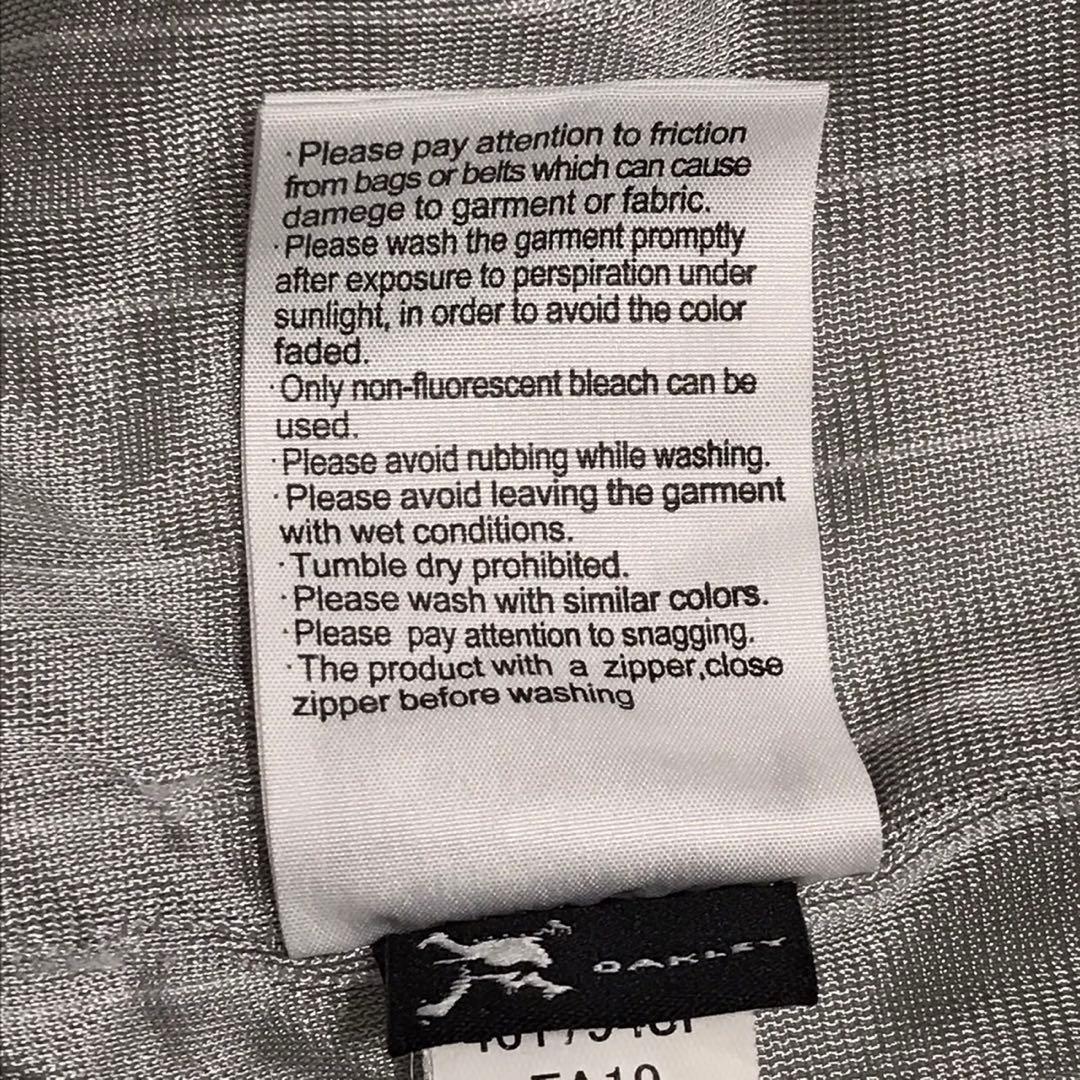 ·Please pay attention to friction
from bags or belts which can cause
damege to garment or fabric.
·Please wash the garment promptly
after exposure to perspiration under
sunlight, in order to avoid the color
faded.
·Only non-fluorescent bleach can be
used.
·Please avoid rubbing while washing.
·Please avoid leaving the garment
with wet conditions.
·Tumble dry prohibited.
·Please wash with similar colors.
·Please pay attention to snagging.
·The product with a zipper,close
zipper before washing
OAKLEY